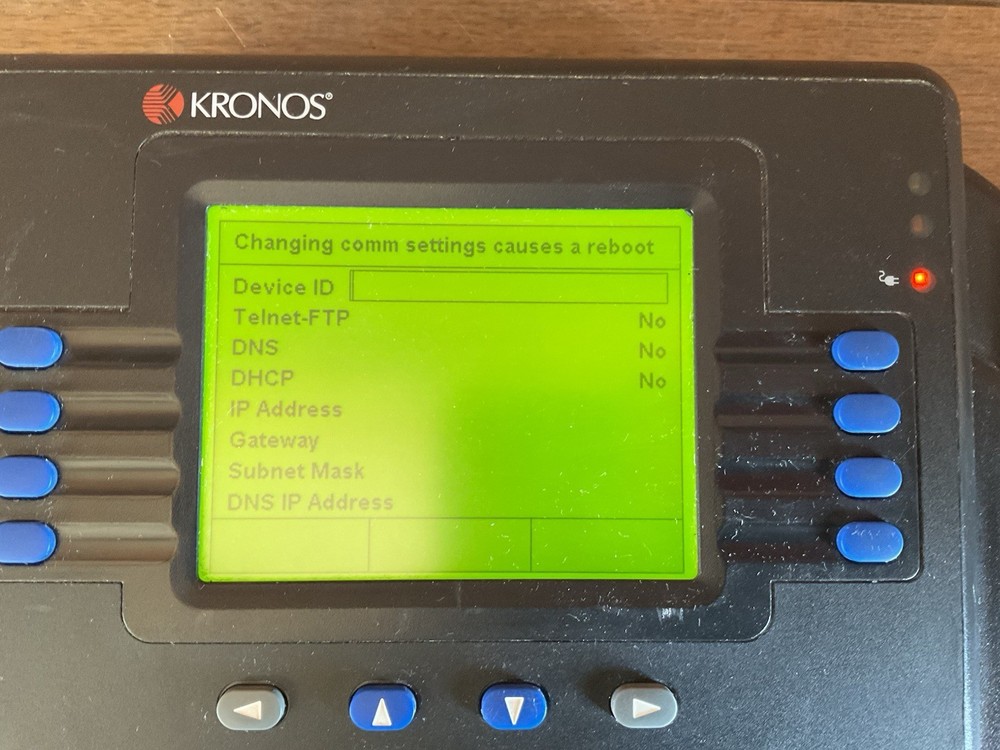 KRONOS®
Changing comm settings causes a reboot
Device ID
Telnet-FTP No
DNS No
DHCP No
IP Address
Gateway
Subnet Mask
DNS IP Address